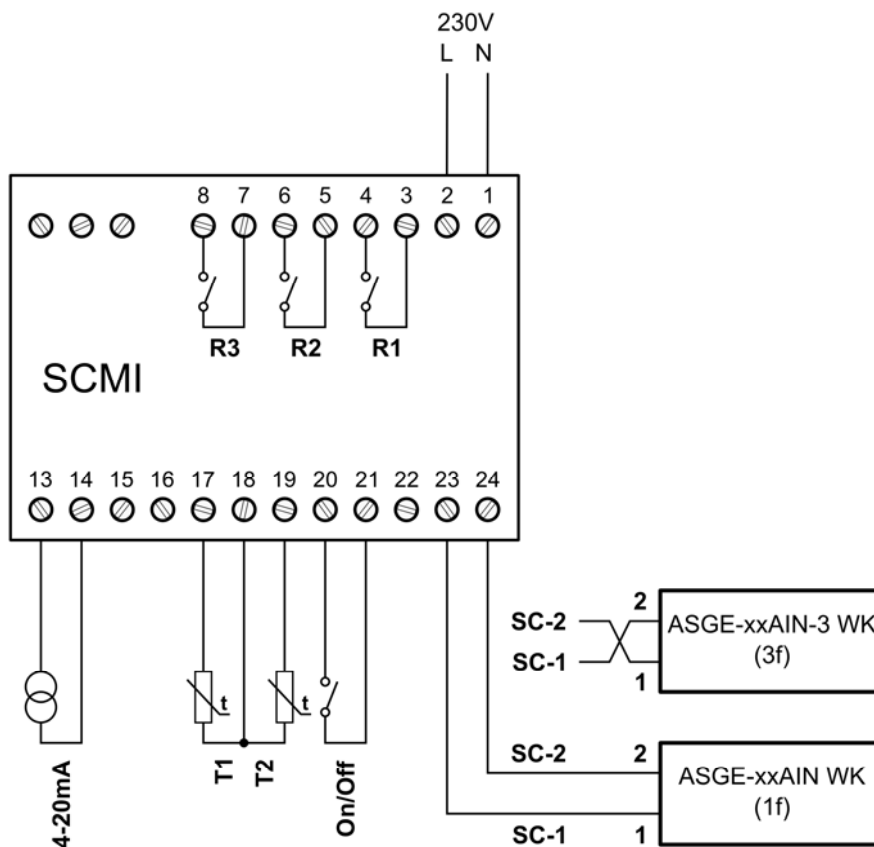 230V
L N
8 7 6 5 4 3 2 1
R3 R2 R1
SCMI
13 14 15 16 17 18 19 20 21 22 23 24
4-20mA
t
T1
T2
t
On/Off
SC-2 2
SC-1 1
ASGE-xxAIN-3 WK
(3f)
SC-2 2
SC-1 1
ASGE-xxAIN WK
(1f)